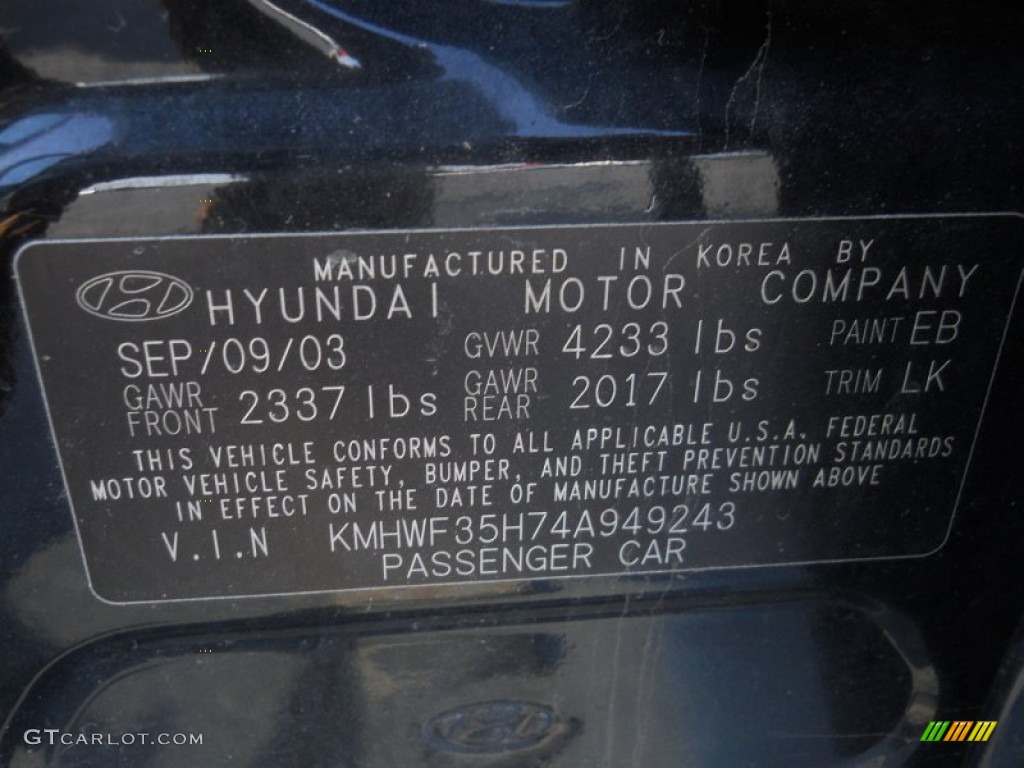 MANUFACTURED IN KOREA BY
HYUNDAI MOTOR COMPANY
SEP/09/03 GVWR 4233 lbs PAINT EB
GAWR FRONT 2337 lbs GAWR REAR 2017 lbs TRIM LK
THIS VEHICLE CONFORMS TO ALL APPLICABLE U.S.A. FEDERAL
MOTOR VEHICLE SAFETY, BUMPER, AND THEFT PREVENTION STANDARDS
IN EFFECT ON THE DATE OF MANUFACTURE SHOWN ABOVE
V.I.N KMHWF35H74A949243
PASSENGER CAR
GTCARLOT.COM